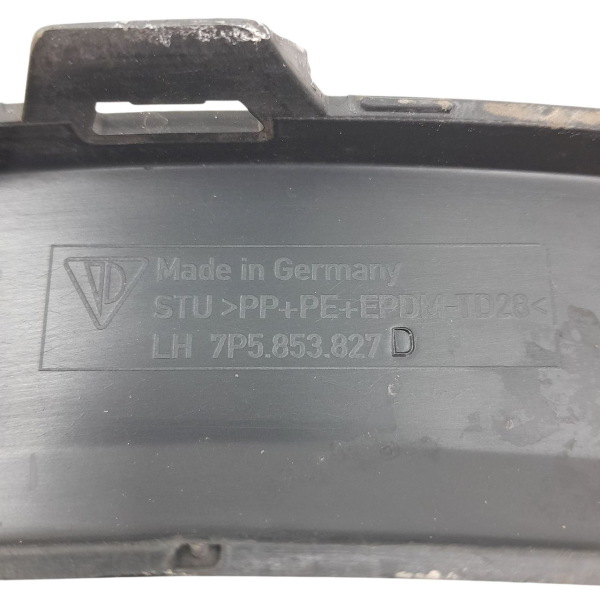 Made in Germany
STU >PP+PE+EPDM-TD28<
LH 7P5.853.827 D